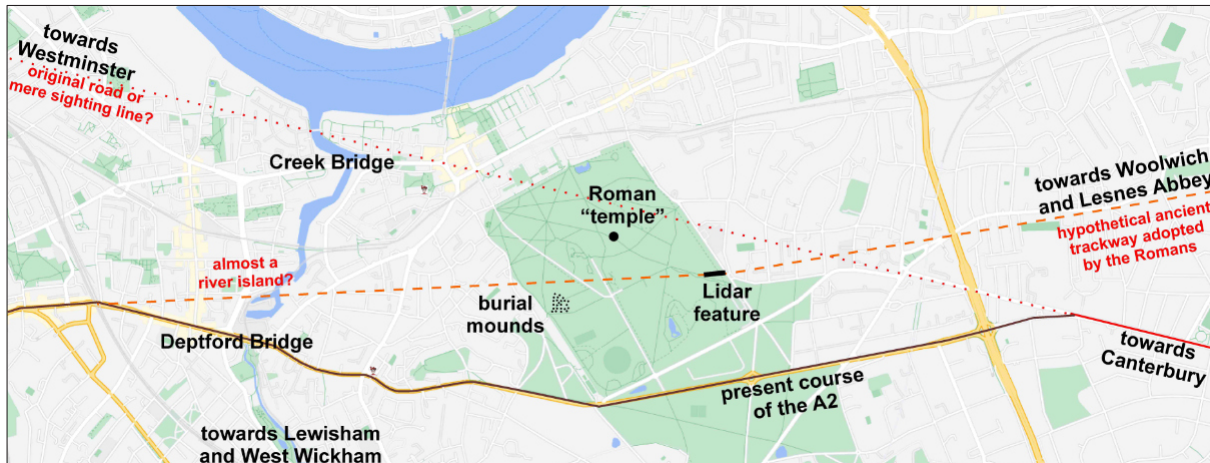 towards
Westminster
original road or
mere sighting line?
Creek Bridge
Roman
“temple”
towards Woolwich
and Lesnes Abbey
hypothetical ancient
trackway adopted
by the Romans
almost a
river island?
burial
mounds
Lidar
feature
Deptford Bridge
towards
Canterbury
present course
of the A2
towards Lewisham
and West Wickham